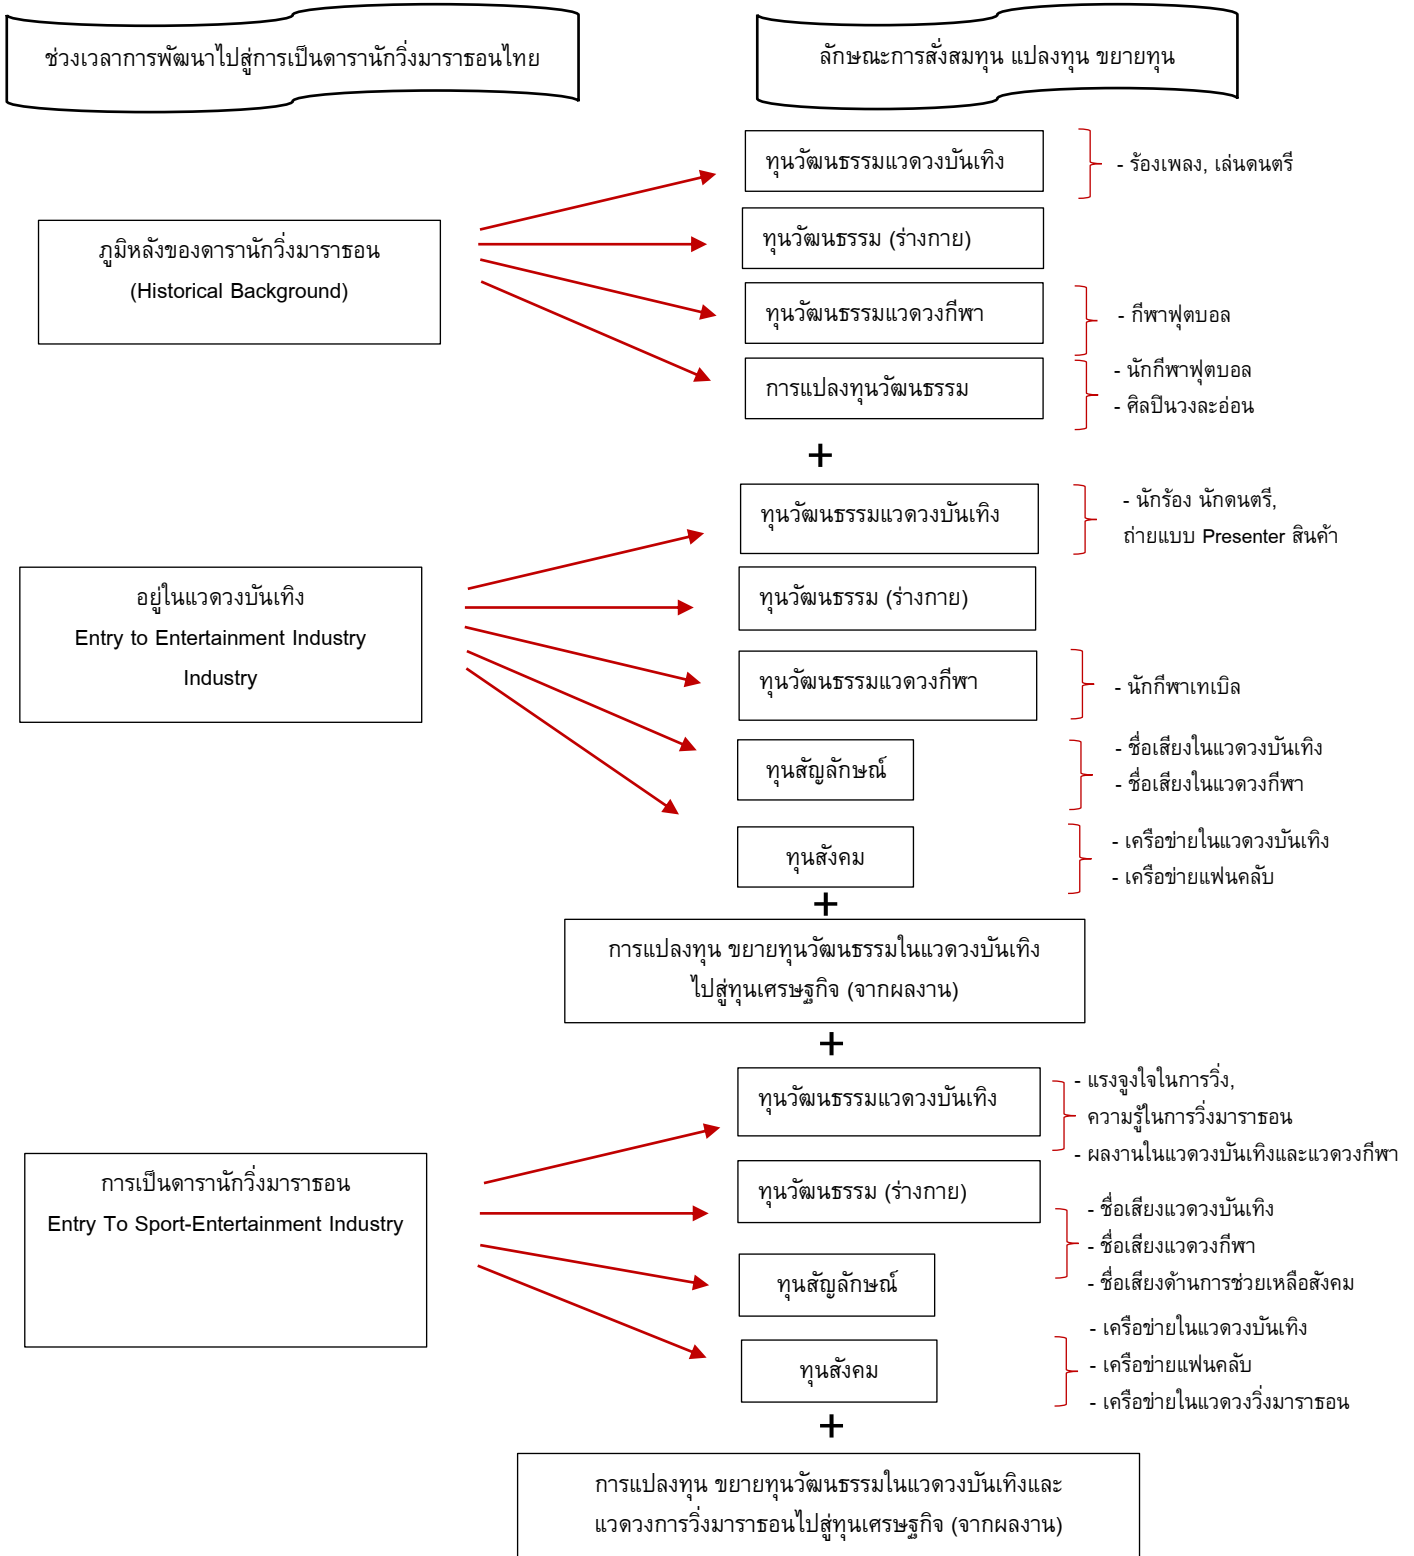 ช่วงเวลาการพัฒนาไปสู่การเป็นดารานักวิ่งมาราธอนไทย
ลักษณะการสั่งสมทุน แปลงทุน ขยายทุน
ภูมิหลังของดารานักวิ่งมาราธอน
(Historical Background)
ทุนวัฒนธรรมแวดวงบันเทิง
- ร้องเพลง, เล่นดนตรี
ทุนวัฒนธรรม (ร่างกาย)
ทุนวัฒนธรรมแวดวงกีฬา
- กีฬาฟุตบอล
การแปลงทุนวัฒนธรรม
- นักกีฬาฟุตบอล
- ศิลปินวงละอ่อน
+
อยู่ในแวดวงบันเทิง
Entry to Entertainment Industry
Industry
ทุนวัฒนธรรมแวดวงบันเทิง
- นักร้อง นักดนตรี,
ถ่ายแบบ Presenter สินค้า
ทุนวัฒนธรรม (ร่างกาย)
ทุนวัฒนธรรมแวดวงกีฬา
- นักกีฬาเทเบิล
ทุนสัญลักษณ์
- ชื่อเสียงในแวดวงบันเทิง
- ชื่อเสียงในแวดวงกีฬา
ทุนสังคม
- เครือข่ายในแวดวงบันเทิง
- เครือข่ายแฟนคลับ
+
การแปลงทุน ขยายทุนวัฒนธรรมในแวดวงบันเทิง
ไปสู่ทุนเศรษฐกิจ (จากผลงาน)
+
การเป็นดารานักวิ่งมาราธอน
Entry To Sport-Entertainment Industry
ทุนวัฒนธรรมแวดวงบันเทิง
- แรงจูงใจในการวิ่ง,
ความรู้ในการวิ่งมาราธอน
- ผลงานในแวดวงบันเทิงและแวดวงกีฬา
ทุนวัฒนธรรม (ร่างกาย)
ทุนสัญลักษณ์
- ชื่อเสียงแวดวงบันเทิง
- ชื่อเสียงแวดวงกีฬา
- ชื่อเสียงด้านการช่วยเหลือสังคม
ทุนสังคม
- เครือข่ายในแวดวงบันเทิง
- เครือข่ายแฟนคลับ
- เครือข่ายในแวดวงวิ่งมาราธอน
+
การแปลงทุน ขยายทุนวัฒนธรรมในแวดวงบันเทิงและ
แวดวงการวิ่งมาราธอนไปสู่ทุนเศรษฐกิจ (จากผลงาน)